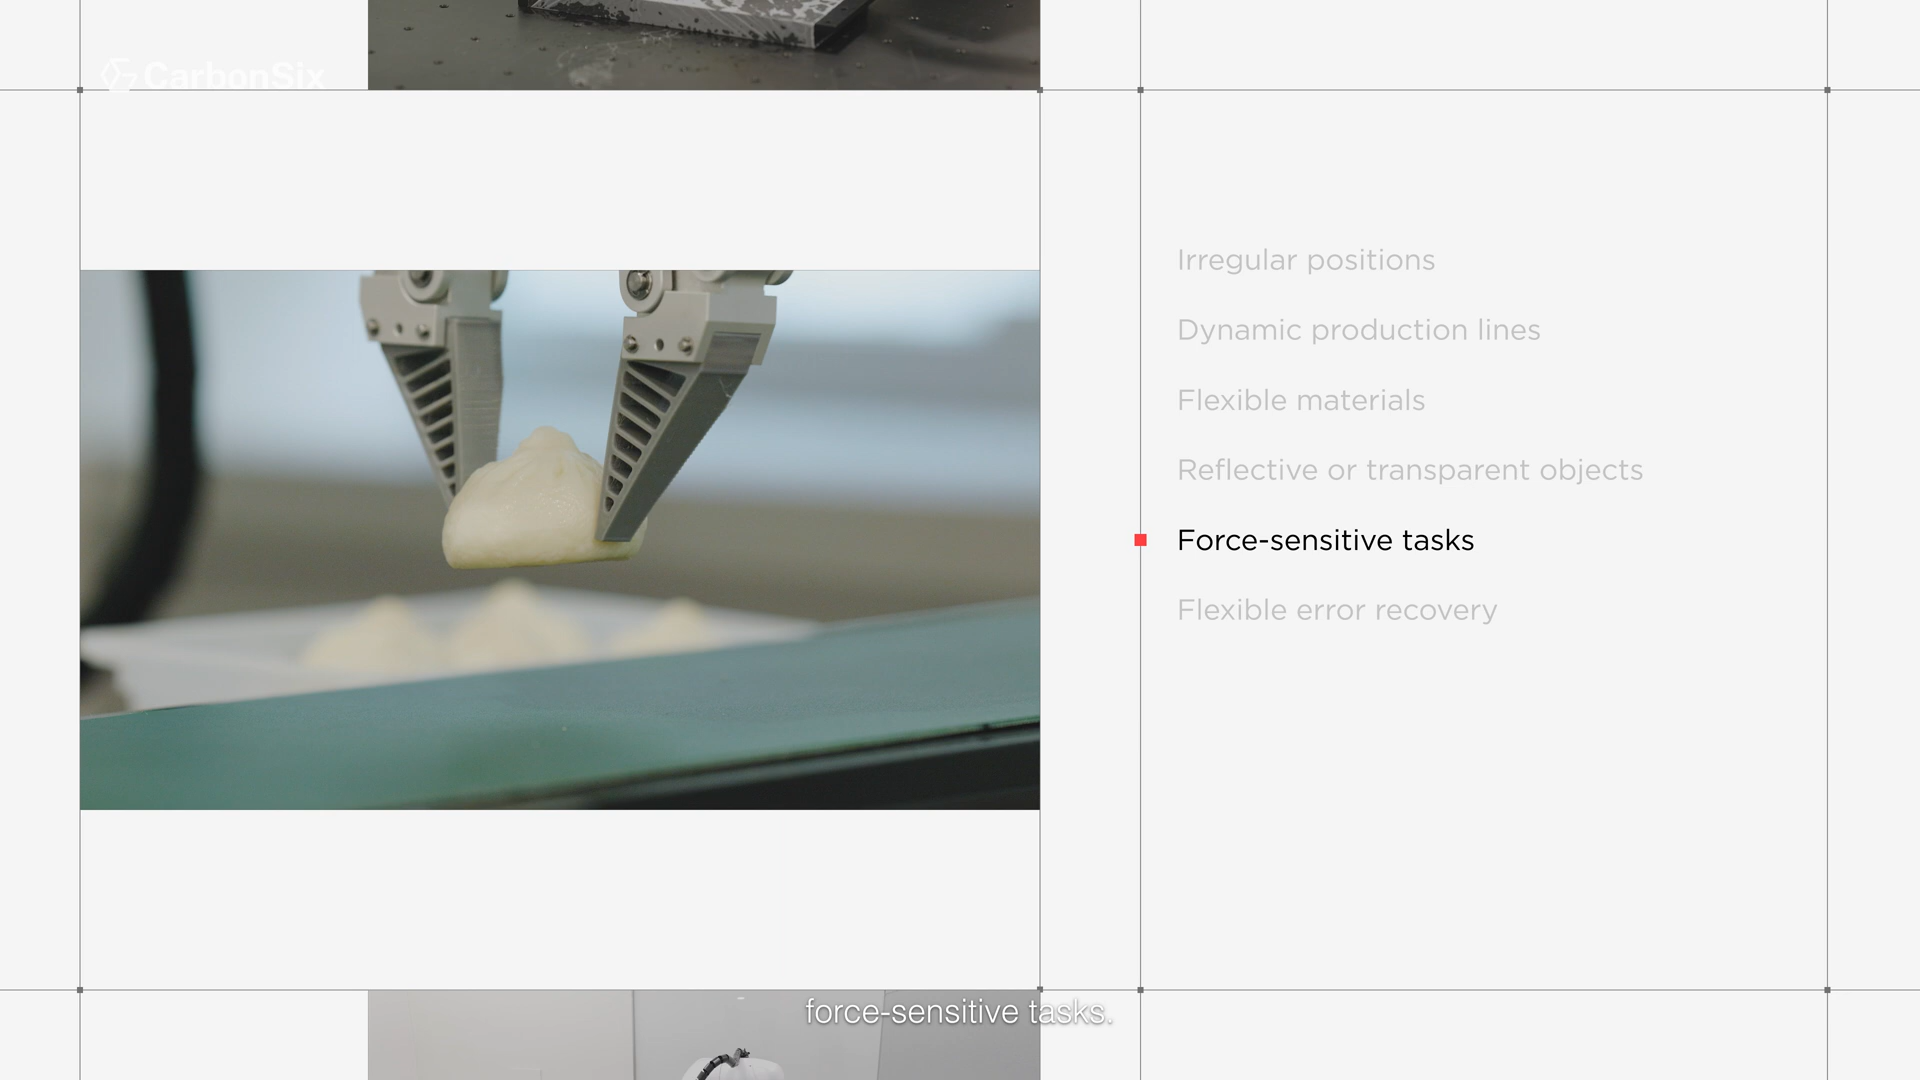 CarbonSix
Irregular positions
Dynamic production lines
Flexible materials
Reflective or transparent objects
Force-sensitive tasks
Flexible error recovery
force-sensitive tasks.